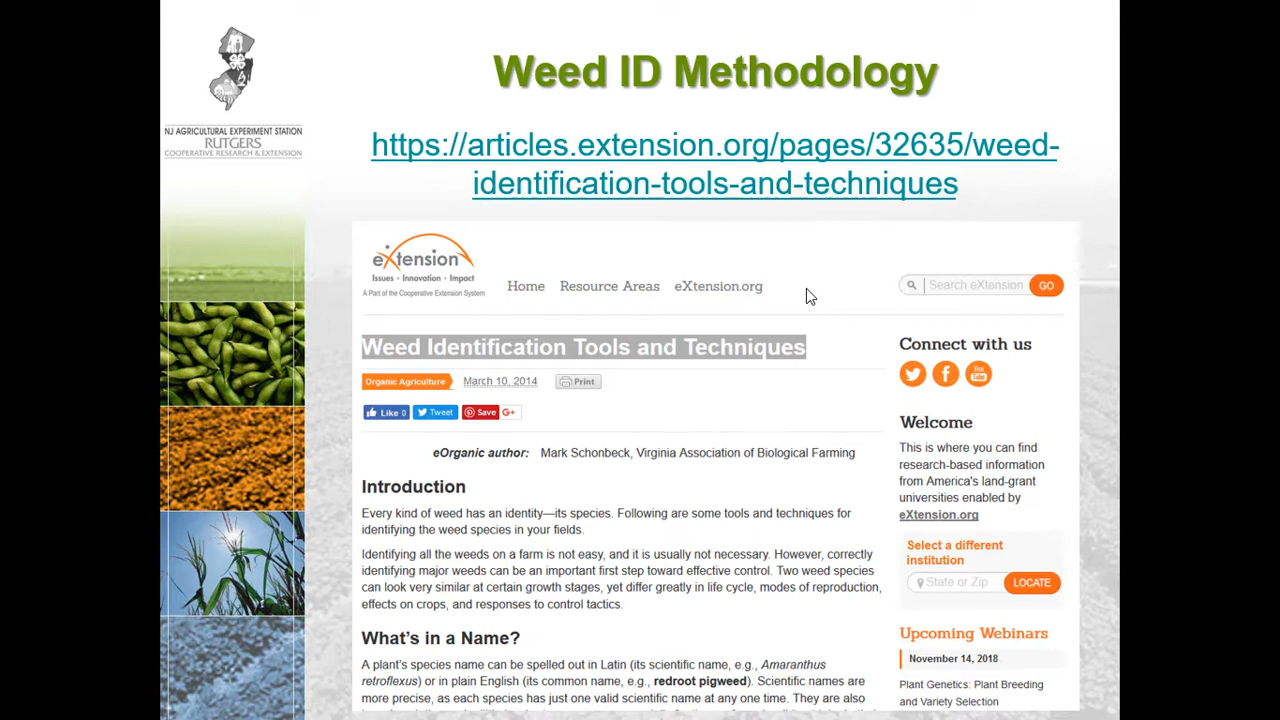 Weed ID Methodology
NJ AGRICULTURAL EXPERIMENT STATION
RUTGERS
COOPERATIVE RESEARCH & EXTENSION
https://articles.extension.org/pages/32635/weed-
identification-tools-and-techniques
eXtension
Issues • Innovation • Impact
A Part of the Cooperative Extension System
Home Resource Areas eXtension.org
Search eXtension GO
Weed Identification Tools and Techniques
Organic Agriculture March 10, 2014 Print
Like 0 Tweet Save G+
eOrganic author: Mark Schonbeck, Virginia Association of Biological Farming
Introduction
Every kind of weed has an identity—its species. Following are some tools and techniques for
identifying the weed species in your fields.
Identifying all the weeds on a farm is not easy, and it is usually not necessary. However, correctly
identifying major weeds can be an important first step toward effective control. Two weed species
can look very similar at certain growth stages, yet differ greatly in life cycle, modes of reproduction,
effects on crops, and responses to control tactics.
What's in a Name?
A plant's species name can be spelled out in Latin (its scientific name, e.g., Amaranthus
retroflexus) or in plain English (its common name, e.g., redroot pigweed). Scientific names are
more precise, as each species has just one valid scientific name at any one time. They are also
Connect with us
You
Tube
Welcome
This is where you can find
research-based information
from America's land-grant
universities enabled by
eXtension.org
Select a different
institution
State or Zip LOCATE
Upcoming Webinars
November 14, 2018
Plant Genetics: Plant Breeding
and Variety Selection